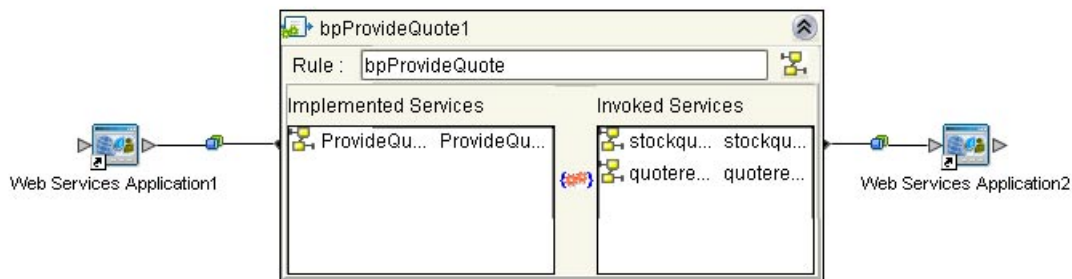 bpProvideQuote1
Rule : bpProvideQuote
Implemented Services Invoked Services
ProvideQu... ProvideQu... stockqu... stockqu...
quotere... quotere...
Web Services Application1
Web Services Application2